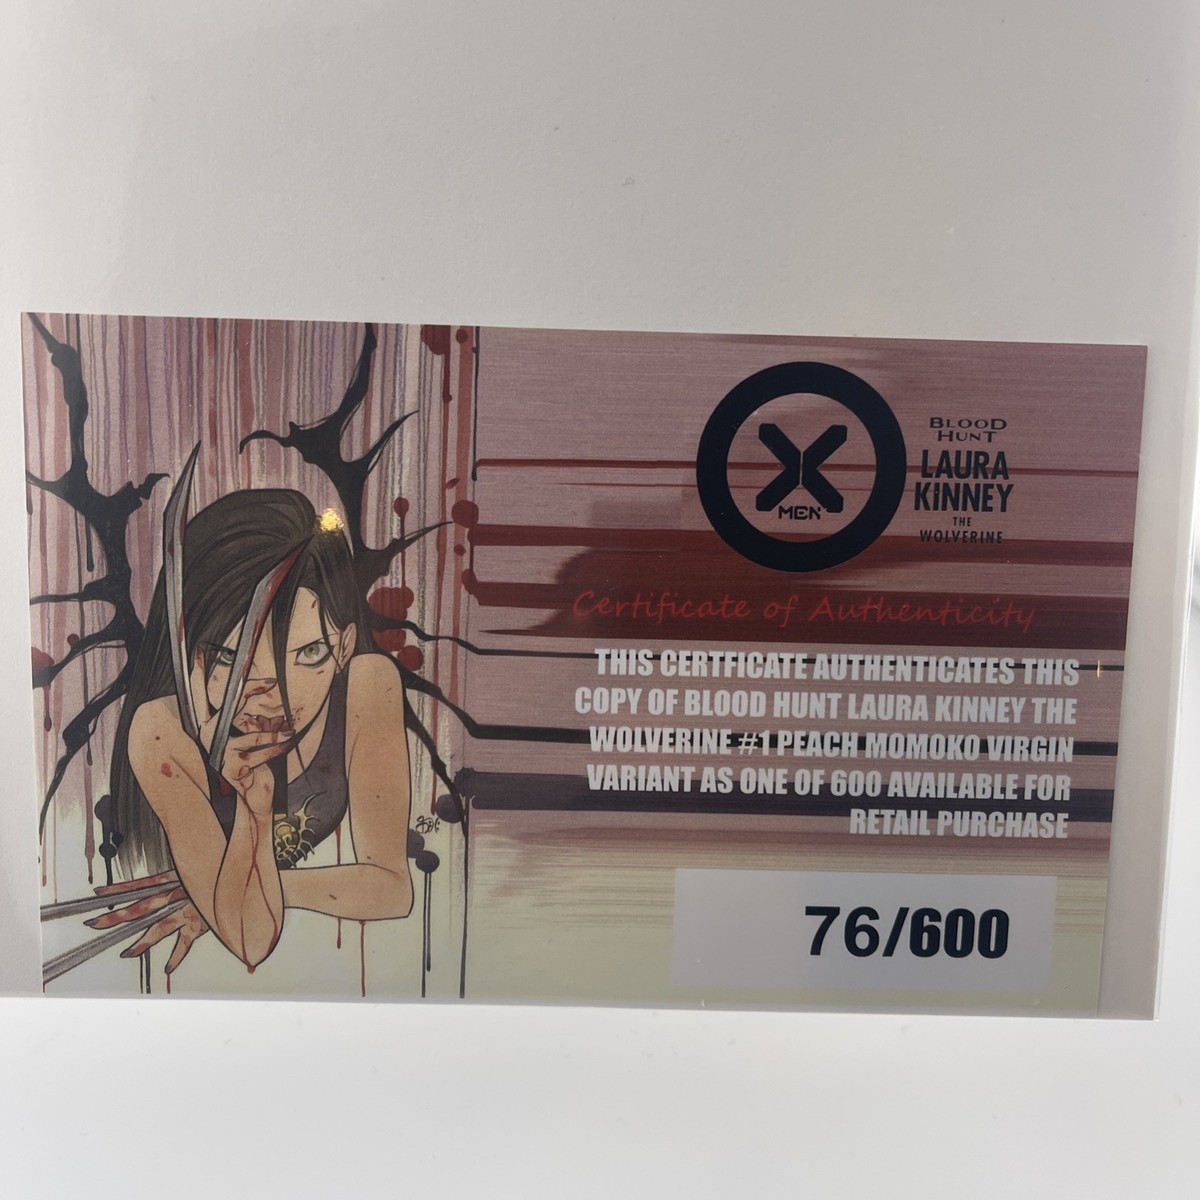 X
MEN
BLOOD
HUNT
LAURA
KINNEY
THE
WOLVERINE
Certificate of Authenticity
THIS CERTFICATE AUTHENTICATES THIS
COPY OF BLOOD HUNT LAURA KINNEY THE
WOLVERINE #1 PEACH MOMOKO VIRGIN
VARIANT AS ONE OF 600 AVAILABLE FOR
RETAIL PURCHASE
76/600